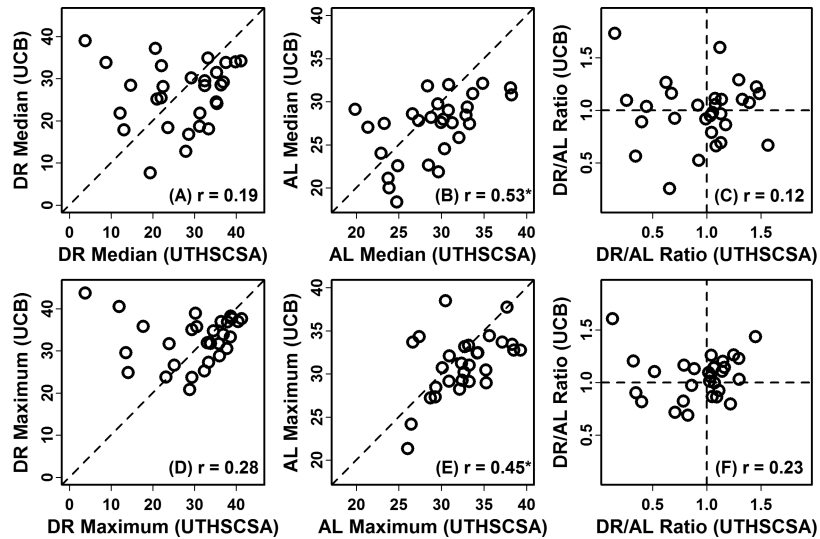 DR Median (UCB)
0 10 20 30 40
(A) r = 0.19
0 10 20 30 40
DR Median (UTHSCSA)
AL Median (UCB)
20 25 30 35 40
(B) r = 0.53*
20 25 30 35 40
AL Median (UTHSCSA)
DR/AL Ratio (UCB)
0.5 1.0 1.5
(C) r = 0.12
0.5 1.0 1.5
DR/AL Ratio (UTHSCSA)
DR Maximum (UCB)
0 10 20 30 40
(D) r = 0.28
0 10 20 30 40
DR Maximum (UTHSCSA)
AL Maximum (UCB)
20 25 30 35 40
(E) r = 0.45*
20 25 30 35 40
AL Maximum (UTHSCSA)
DR/AL Ratio (UCB)
0.5 1.0 1.5
(F) r = 0.23
0.5 1.0 1.5
DR/AL Ratio (UTHSCSA)